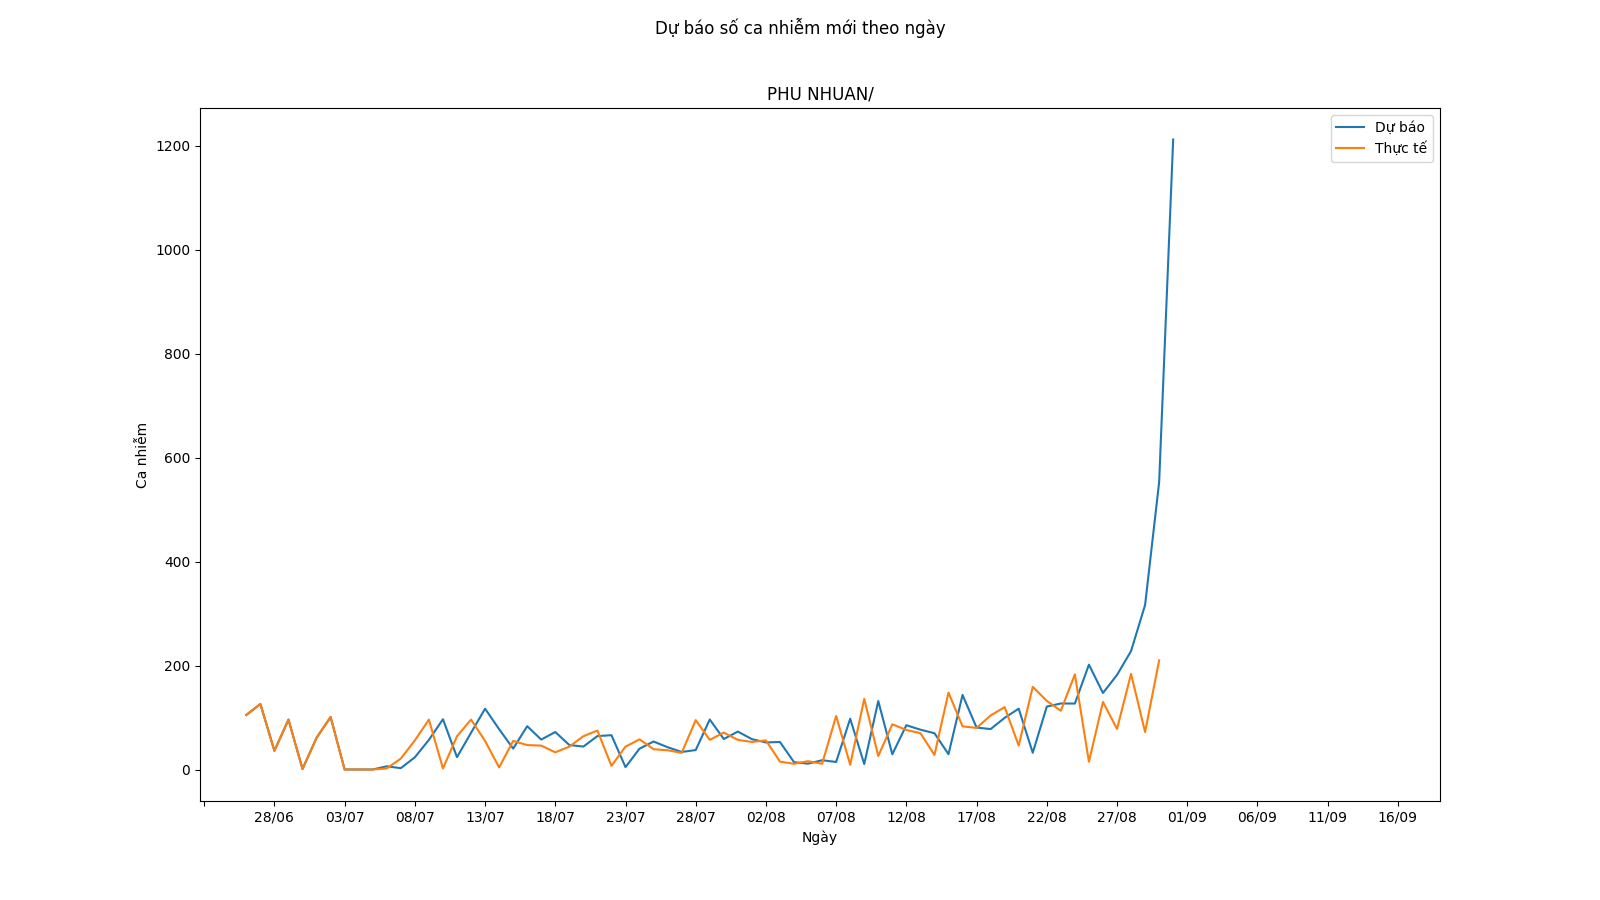 Dự báo số ca nhiễm mới theo ngày
PHU NHUAN/
Dự báo
Thực tế
1200
1000
800
600
400
200
0
Ca nhiễm
28/06 03/07 08/07 13/07 18/07 23/07 28/07 02/08 07/08 12/08 17/08 22/08 27/08 01/09 06/09 11/09 16/09
Ngày